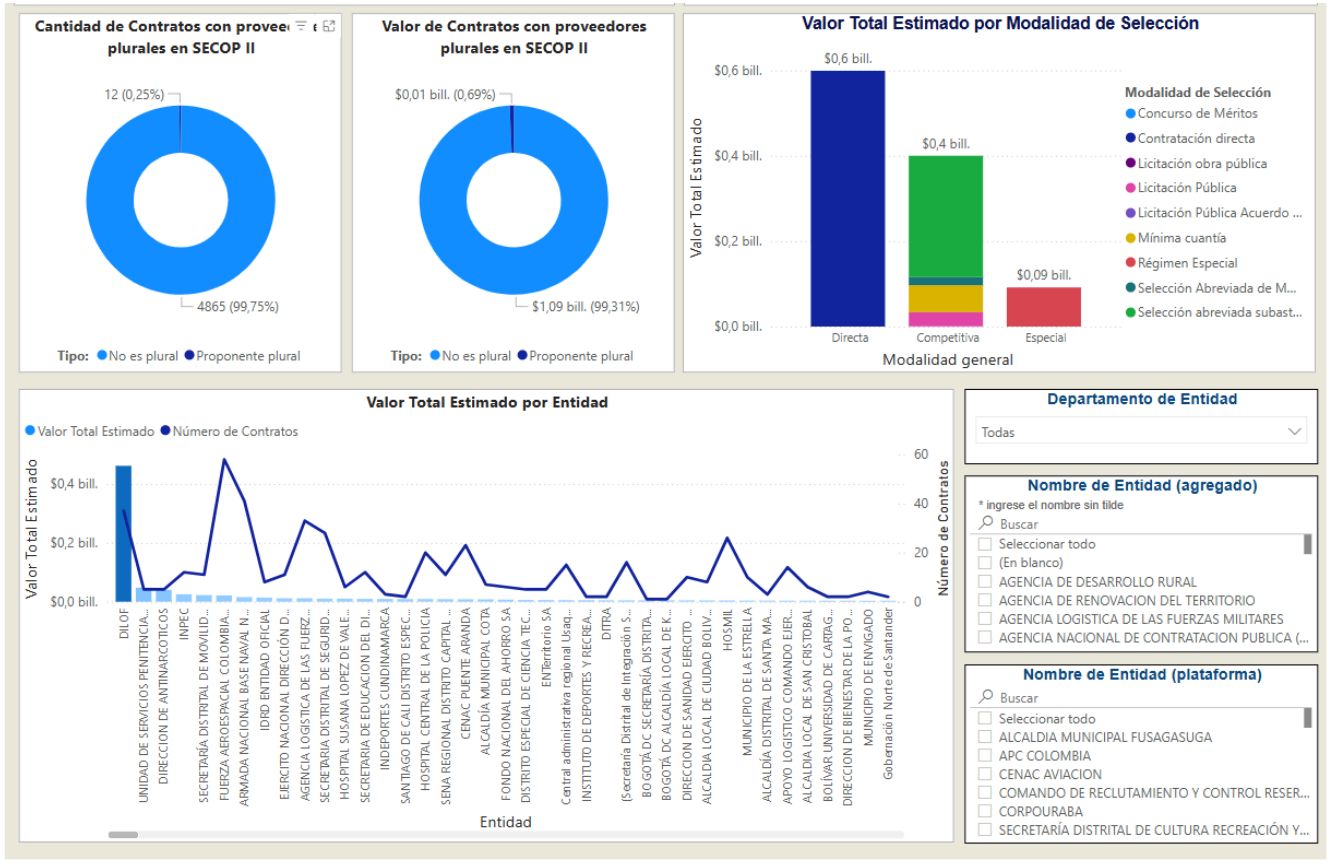 Cantidad de Contratos con provee
plurales en SECOP II
12 (0,25%)
4865 (99,75%)
Tipo: No es plural Proponente plural
Valor de Contratos con proveedores
plurales en SECOP II
$0,01 bill. (0,69%)
$1,09 bill. (99,31%)
Tipo: No es plural Proponente plural
Valor Total Estimado por Modalidad de Selección
Valor Total Estimado
$0,6 bill.
$0,4 bill.
$0,2 bill.
$0,0 bill.
$0,6 bill.
$0,4 bill.
$0,09 bill.
Directa
Competitiva
Especial
Modalidad general
Modalidad de Selección
Concurso de Méritos
Contratación directa
Licitación obra pública
Licitación Pública
Licitación Pública Acuerdo ...
Mínima cuantía
Régimen Especial
Selección Abreviada de M...
Selección abreviada subast...
Valor Total Estimado por Entidad
Valor Total Estimado Número de Contratos
Valor Total Estimado
$0,4 bill.
$0,2 bill.
$0,0 bill.
60
40
20
0
Número de Contratos
DILOF
UNIDAD DE SERVICIOS PENITENCIA...
DIRECCION DE ANTINARCOTICOS
INPEC
SECRETARÍA DISTRITAL DE MOVILID...
FUERZA AEROESPACIAL COLOMBIA...
ARMADA NACIONAL BASE NAVAL N...
IDRD ENTIDAD OFICIAL
EJERCITO NACIONAL DIRECCIÓN D...
AGENCIA LOGISTICA DE LAS FUERZ...
SECRETARIA DISTRITAL DE SEGURID...
HOSPITAL SUSANA LOPEZ DE VALE...
SECRETARIA DE EDUCACION DEL DI...
INDEPORTES CUNDINAMARCA
SANTIAGO DE CALI DISTRITO ESPEC...
HOSPITAL CENTRAL DE LA POLICIA
SENA REGIONAL DISTRITO CAPITAL ...
CENAC PUENTE ARANDA
ALCALDÍA MUNICIPAL COTA
FONDO NACIONAL DEL AHORRO S.A
DISTRITO ESPECIAL DE CIENCIA TEC...
ENTerritorio S.A
Central administrativa regional Usaq...
INSTITUTO DE DEPORTES Y RECREA...
DITRA
(Secretaría Distrital de Integración S...
BOGOTÁ DC SECRETARÍA DISTRITA...
BOGOTÁ DC ALCALDÍA LOCAL DE K...
DIRECCION DE SANIDAD EJERCITO ...
ALCALDIA LOCAL DE CIUDAD BOLIV...
HOSMIL
MUNICIPIO DE LA ESTRELLA
ALCALDÍA DISTRITAL DE SANTA MA...
APOYO LOGISTICO COMANDO EJER...
ALCALDIA LOCAL DE SAN CRISTOBAL
BOLÍVAR UNIVERSIDAD DE CARTAG...
DIRECCION DE BIENESTAR DE LA PO...
MUNICIPIO DE ENVIGADO
Gobernación Norte de Santander
Entidad
Departamento de Entidad
Todas
Nombre de Entidad (agregado)
* ingrese el nombre sin tilde
Buscar
Seleccionar todo
(En blanco)
AGENCIA DE DESARROLLO RURAL
AGENCIA DE RENOVACION DEL TERRITORIO
AGENCIA LOGISTICA DE LAS FUERZAS MILITARES
AGENCIA NACIONAL DE CONTRATACION PUBLICA (...
Nombre de Entidad (plataforma)
Buscar
Seleccionar todo
ALCALDIA MUNICIPAL FUSAGASUGA
APC COLOMBIA
CENAC AVIACION
COMANDO DE RECLUTAMIENTO Y CONTROL RESER...
CORPOURABA
SECRETARÍA DISTRITAL DE CULTURA RECREACIÓN Y...